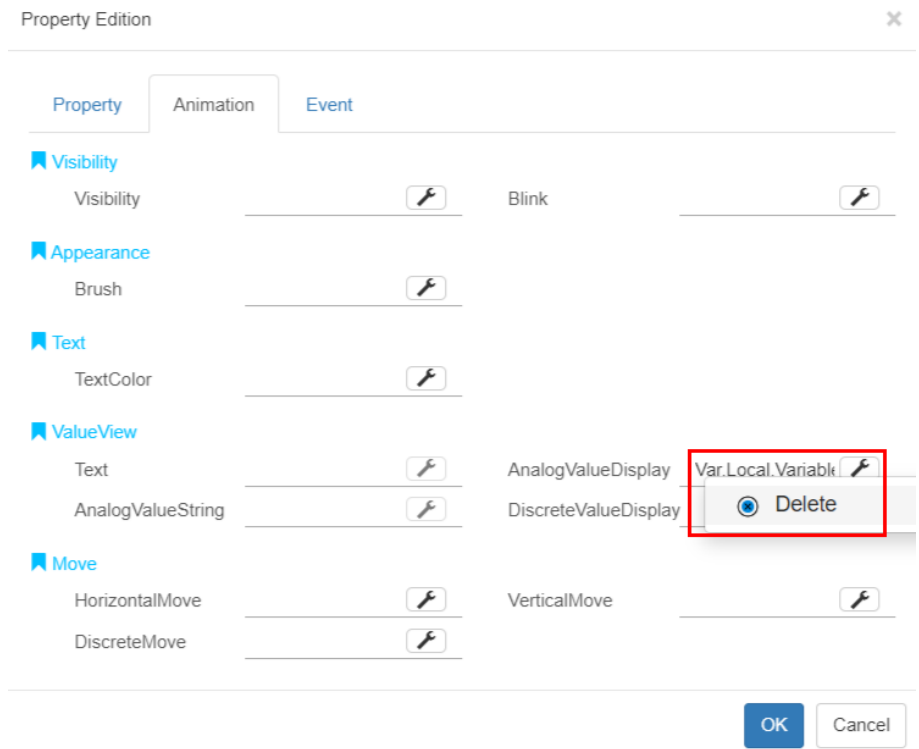 Property Edition ×
Property Animation Event
Visibility
Visibility Blink
Appearance
Brush
Text
TextColor
ValueView
Text AnalogValueDisplay Var.Local.Variable
AnalogValueString DiscreteValueDisplay Delete
Move
HorizontalMove VerticalMove
DiscreteMove
OK Cancel